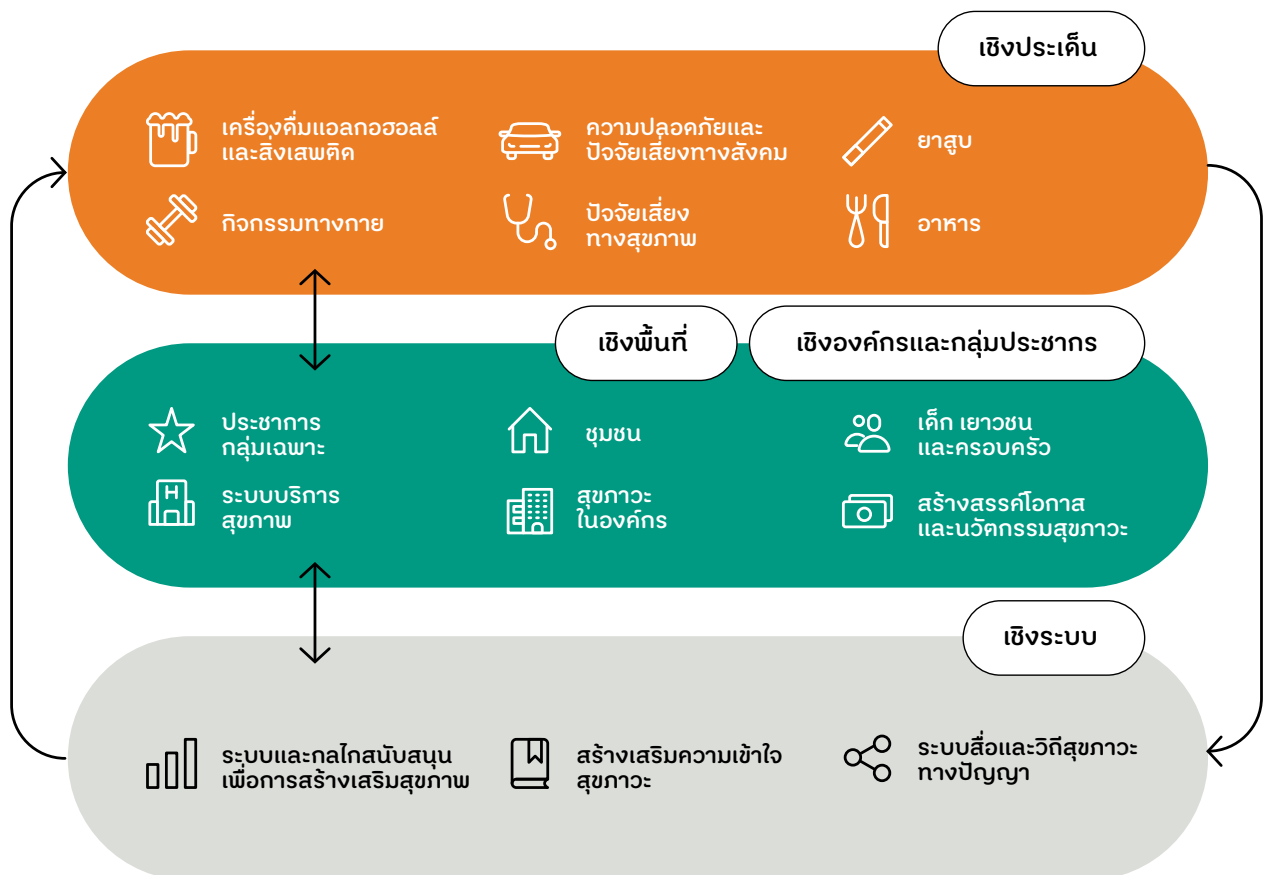 เชิงประเด็น
เครื่องดื่มแอลกอฮอลล์
และสิ่งเสพติด
ความปลอดภัยและ
ปัจจัยเสี่ยงทางสังคม
ยาสูบ
กิจกรรมทางกาย
ปัจจัยเสี่ยง
ทางสุขภาพ
อาหาร
เชิงพื้นที่
เชิงองค์กรและกลุ่มประชากร
ประชาการ
กลุ่มเฉพาะ
ชุมชน
เด็ก เยาวชน
และครอบครัว
ระบบบริการ
สุขภาพ
H
สุขภาวะ
ในองค์กร
สร้างสรรค์โอกาส
และนวัตกรรมสุขภาวะ
เชิงระบบ
ระบบและกลไกสนับสนุน
เพื่อการสร้างเสริมสุขภาพ
สร้างเสริมความเข้าใจ
สุขภาวะ
ระบบสื่อและวิถีสุขภาวะ
ทางปัญญา